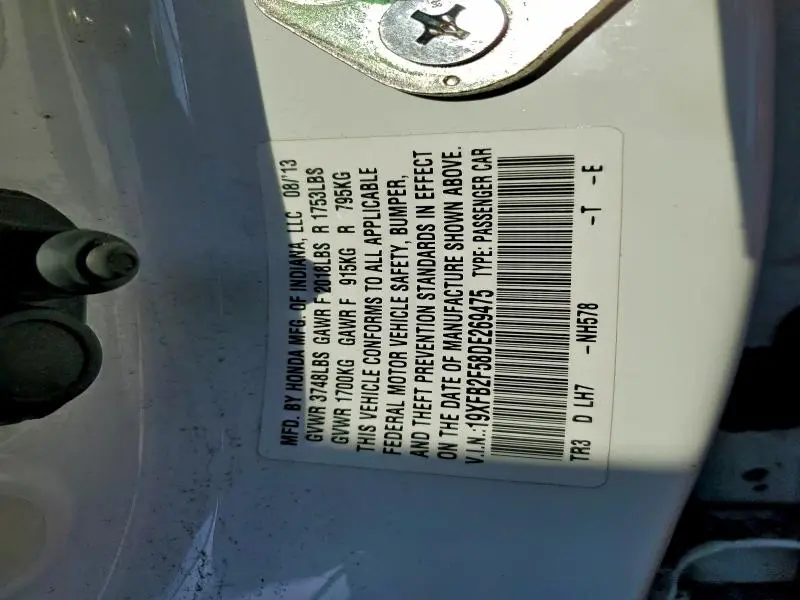 MFD. BY HONDA MFG. OF INDIANA, LLC 08/'13
GVWR 3748LBS GAWR F 2018LBS R 1753LBS
GVWR 1700KG GAWR F 915KG R 795KG
THIS VEHICLE CONFORMS TO ALL APPLICABLE
FEDERAL MOTOR VEHICLE SAFETY, BUMPER,
AND THEFT PREVENTION STANDARDS IN EFFECT
ON THE DATE OF MANUFACTURE SHOWN ABOVE.
V.I.N. 19XFB2F58DE269475 TYPE: PASSENGER CAR
TR3 D LH7 -NH578 -T -E